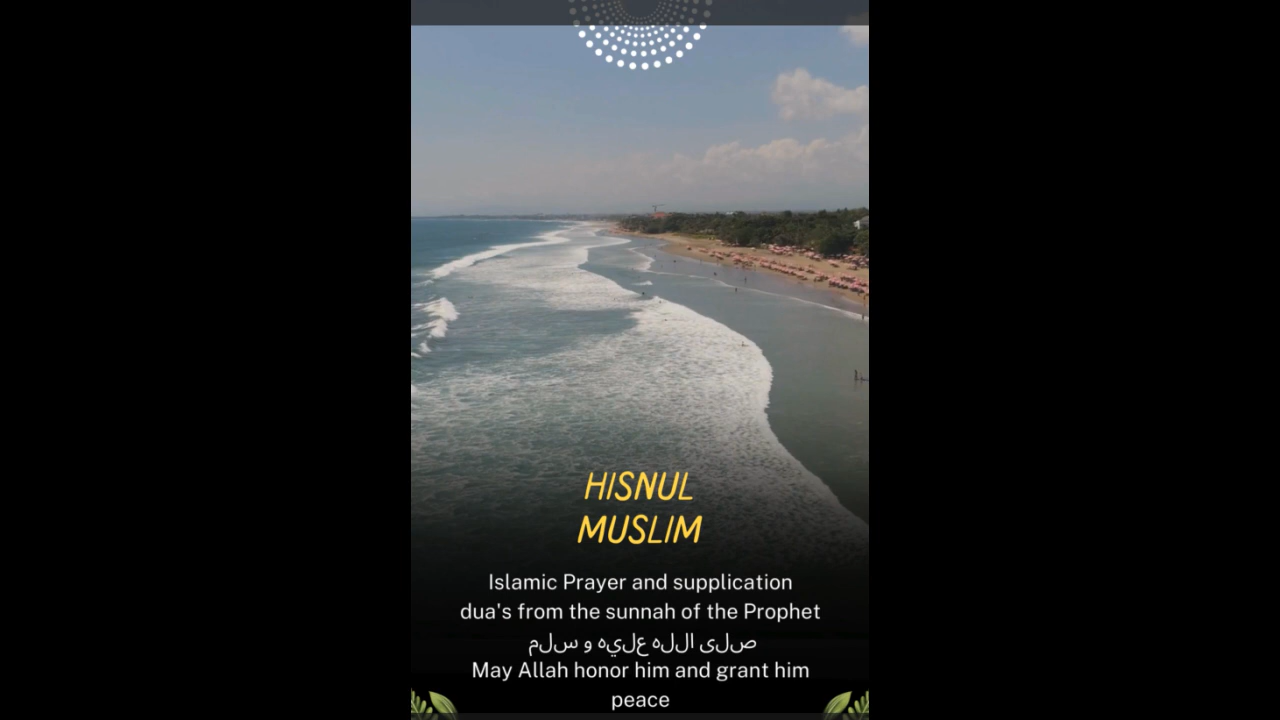 HISNUL
MUSLIM
Islamic Prayer and supplication
dua's from the sunnah of the Prophet
صلى الله عليه و سلم
May Allah honor him and grant him
peace